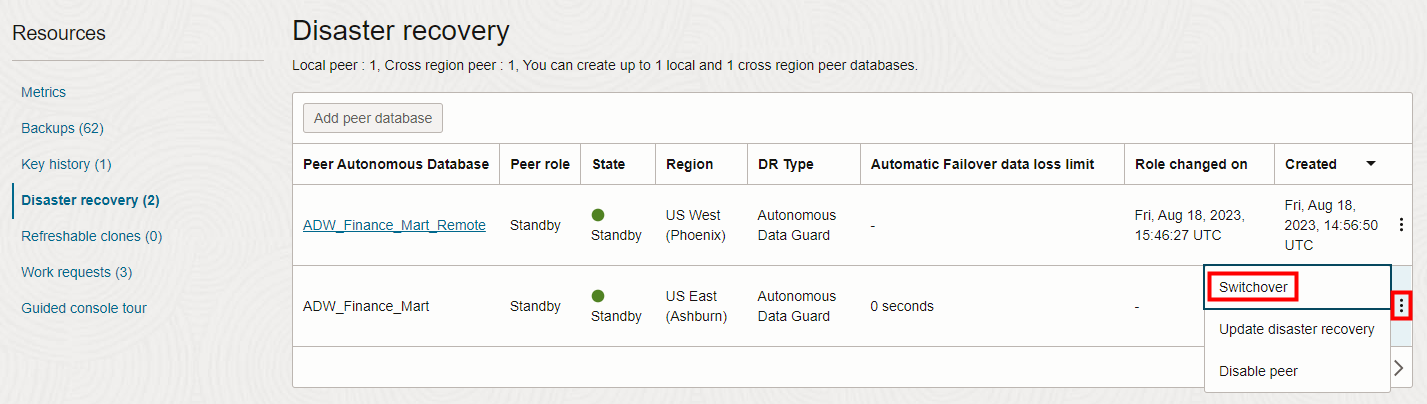 Resources
Metrics
Backups (62)
Key history (1)
Disaster recovery (2)
Refreshable clones (0)
Work requests (3)
Guided console tour
Disaster recovery
Local peer : 1, Cross region peer : 1, You can create up to 1 local and 1 cross region peer databases.
Add peer database
Peer Autonomous Database Peer role State Region DR Type Automatic Failover data loss limit Role changed on Created
ADW_Finance_Mart_Remote
Standby
Standby
US West
(Phoenix)
Autonomous
Data Guard
-
Fri, Aug 18, 2023,
15:46:27 UTC
Fri, Aug 18,
2023, 14:56:50
UTC
ADW_Finance_Mart
Standby
Standby
US East
(Ashburn)
Autonomous
Data Guard
0 seconds
-
Switchover
Update disaster recovery
Disable peer